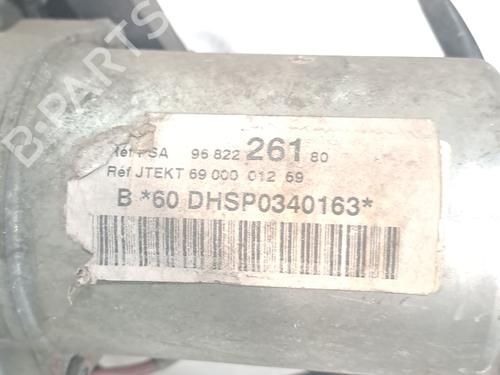 Réf PSA 96 822 261 80
Réf JTEKT 69 000 012 69
B *60 DHSP0340163*
B-PARTS